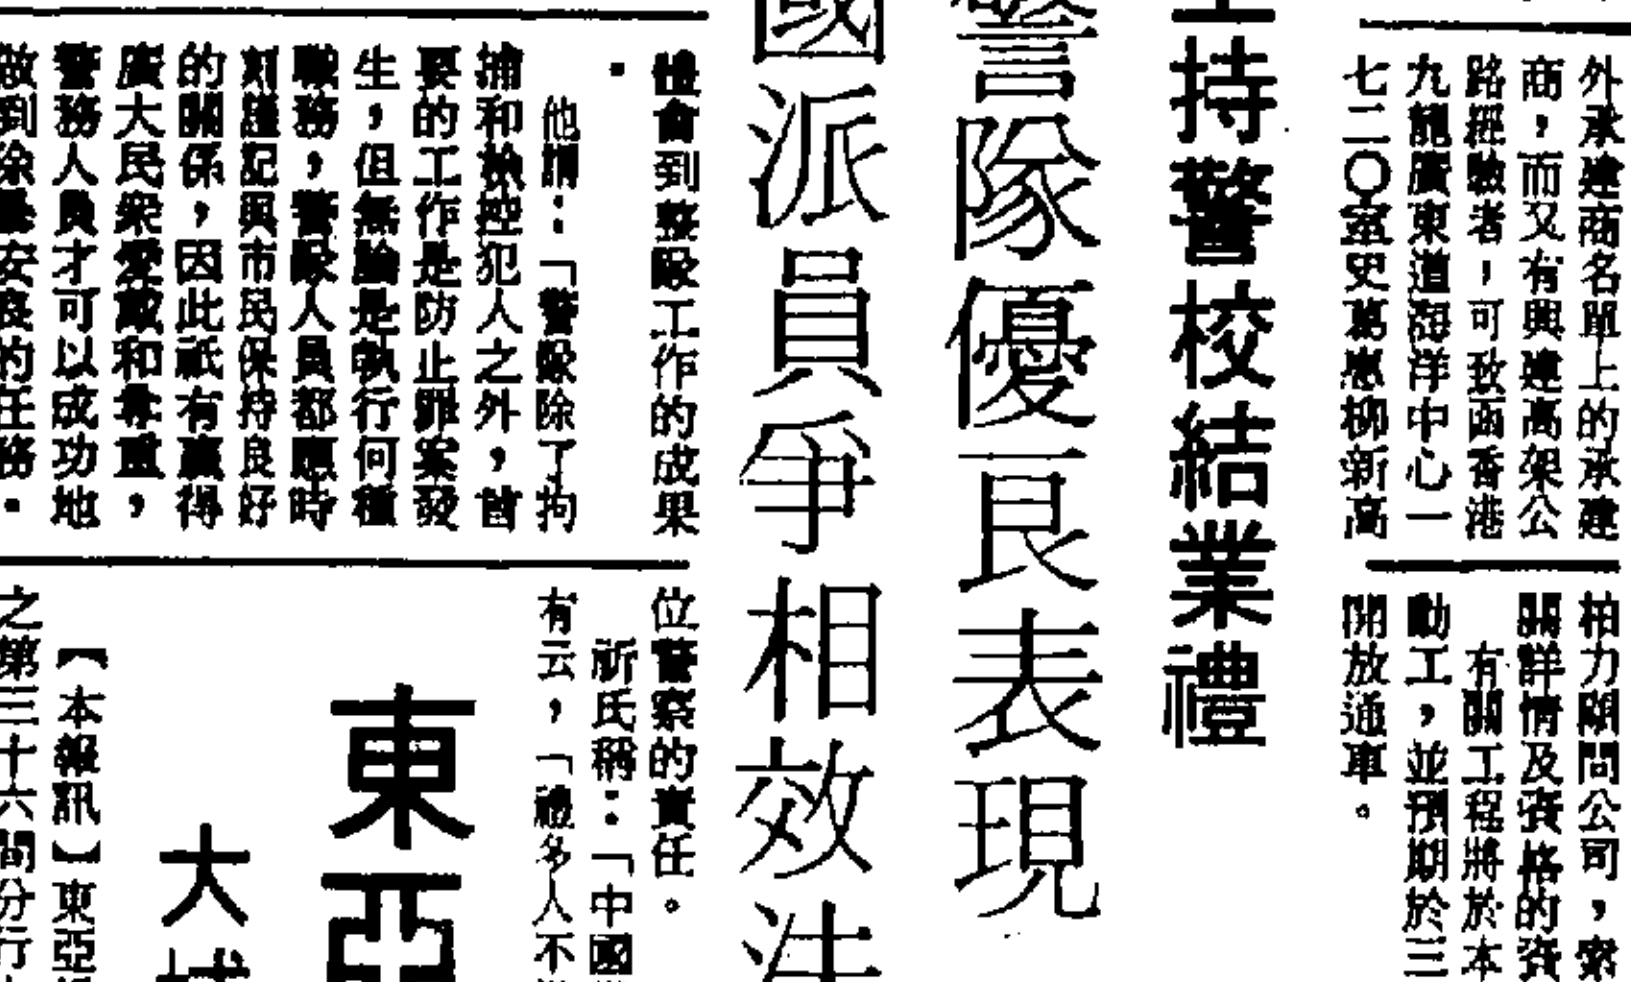 外承建商名單上的承建
商，而又有興建高架公
路經驗者，可致函香港
九龍廣東道海洋中心一
七二〇室史葛惠柳新高
柏力顧問公司，索
關詳情及資格的資
有關工程將於本
動工，並預期於三
開放通車。
主持警校結業禮
警隊優良表現
國派員爭相效法
體會到整隊工作的成果
。
他謂：「警隊除了拘
捕和檢控犯人之外，首
要的工作是防止罪案發
生，但無論是執行何種
職務，警隊人員都應時
刻謹記與市民保持良好
的關係，因此祇有贏得
廣大民衆愛戴和尊重，
警務人員才可以成功地
做到除暴安良的任務。
位警察的責任。
祈氏稱：「中國
有云，「禮多人不
東亞
大
【本報訊】東亞
之第三十六間分行